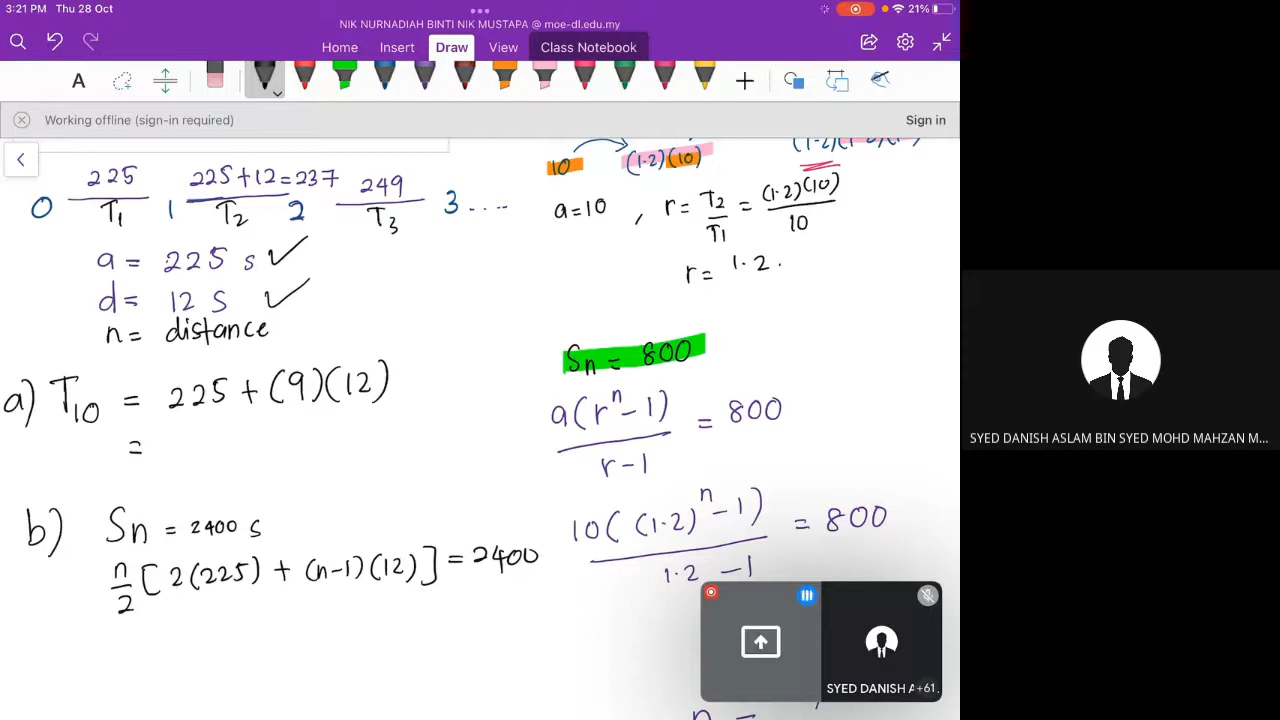 3:21 PM Thu 28 Oct
21%
NIK NURNADIAH BINTI NIK MUSTAPA @ moe-dl.edu.my
Home Insert Draw View Class Notebook
A
Working offline (sign-in required) Sign in
0 225 / T1 1 225+12=237 / T2 2 249 / T3 3 ....
a = 225 s ✓
d = 12 s ✓
n = distance
a) T10 = 225 + (9)(12)
=
b) Sn = 2400 s
n/2 [ 2(225) + (n-1)(12) ] = 2400
10 (1.2)(10)
a=10 , r = T2/T1 = (1.2)(10)/10
r = 1.2.
Sn = 800
a(r^n - 1)/(r-1) = 800
10((1.2)^n - 1)/(1.2 - 1) = 800
n =
SYED DANISH A +61
SYED DANISH ASLAM BIN SYED MOHD MAHZAN M...